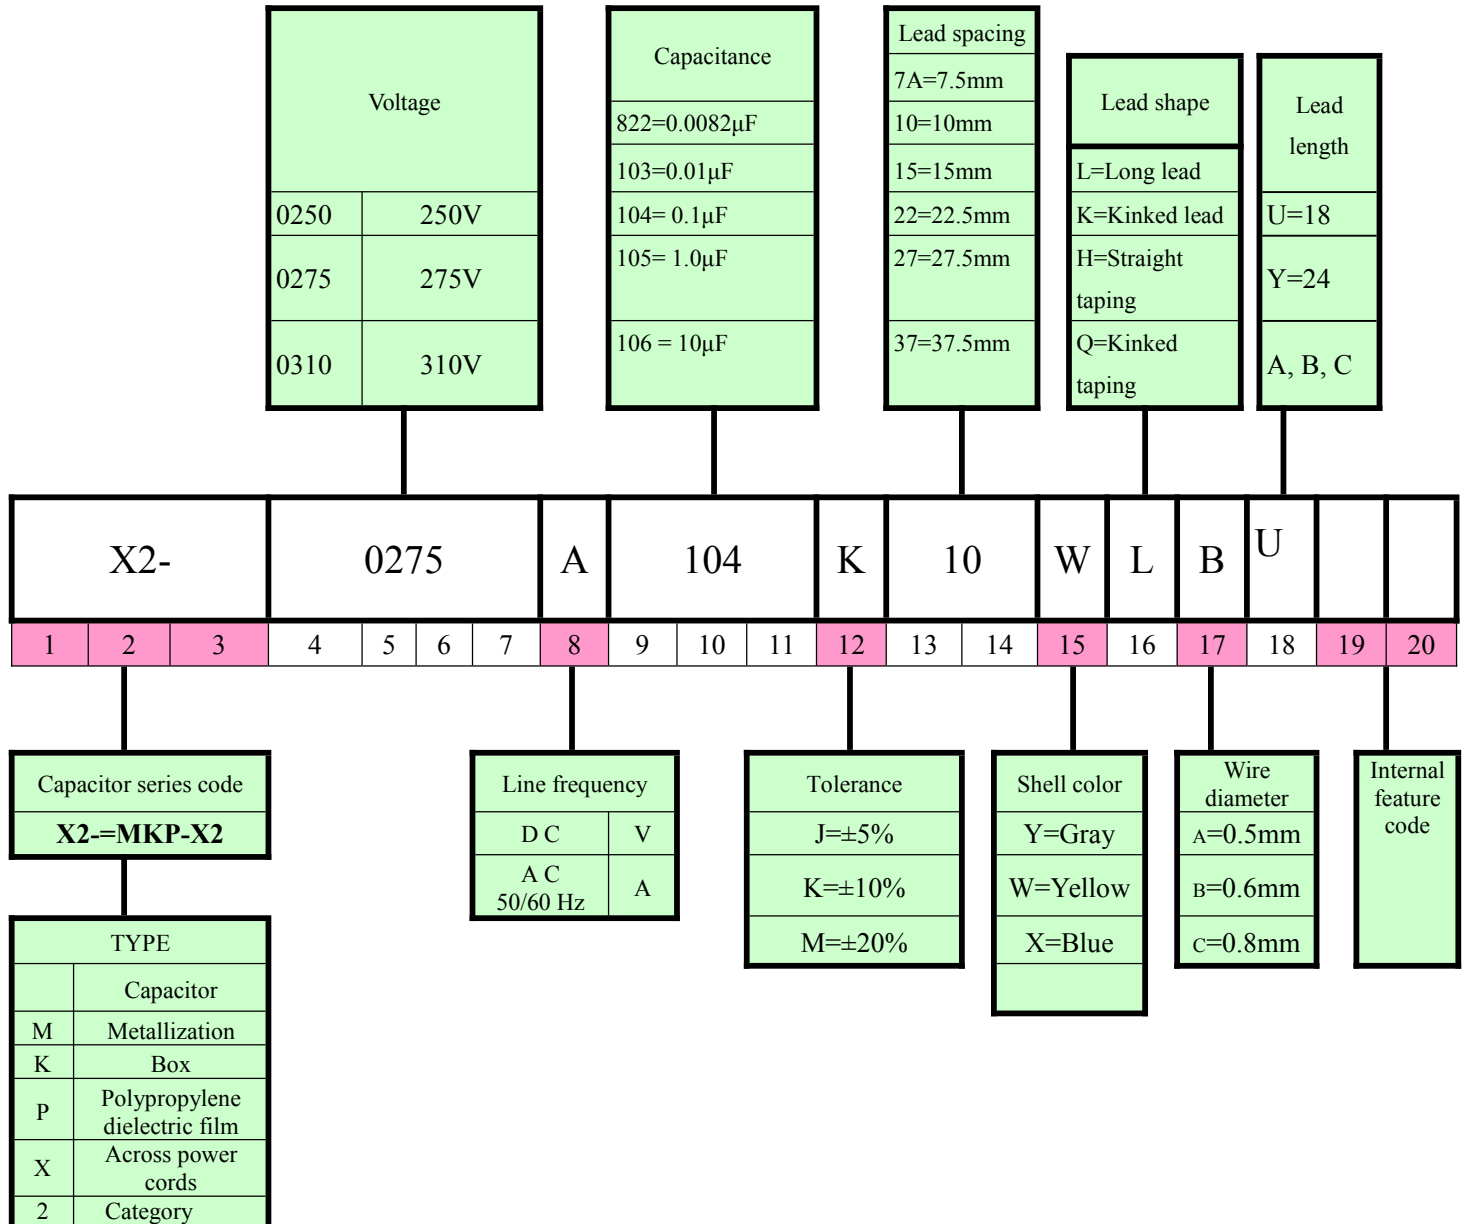 Voltage
0250 250V
0275 275V
0310 310V
Capacitance
822=0.0082μF
103=0.01μF
104= 0.1μF
105= 1.0μF
106 = 10μF
Lead spacing
7A=7.5mm
10=10mm
15=15mm
22=22.5mm
27=27.5mm
37=37.5mm
Lead shape
L=Long lead
K=Kinked lead
H=Straight
taping
Q=Kinked
taping
Lead
length
U=18
Y=24
A, B, C
X2- 0275 A 104 K 10 W L B U
1 2 3 4 5 6 7 8 9 10 11 12 13 14 15 16 17 18 19 20
Capacitor series code
X2-=MKP-X2
TYPE
Capacitor
M Metallization
K Box
P Polypropylene
dielectric film
X Across power
cords
2 Category
Line frequency
D C V
A C
50/60 Hz A
Tolerance
J=±5%
K=±10%
M=±20%
Shell color
Y=Gray
W=Yellow
X=Blue
Wire
diameter
A=0.5mm
B=0.6mm
C=0.8mm
Internal
feature
code